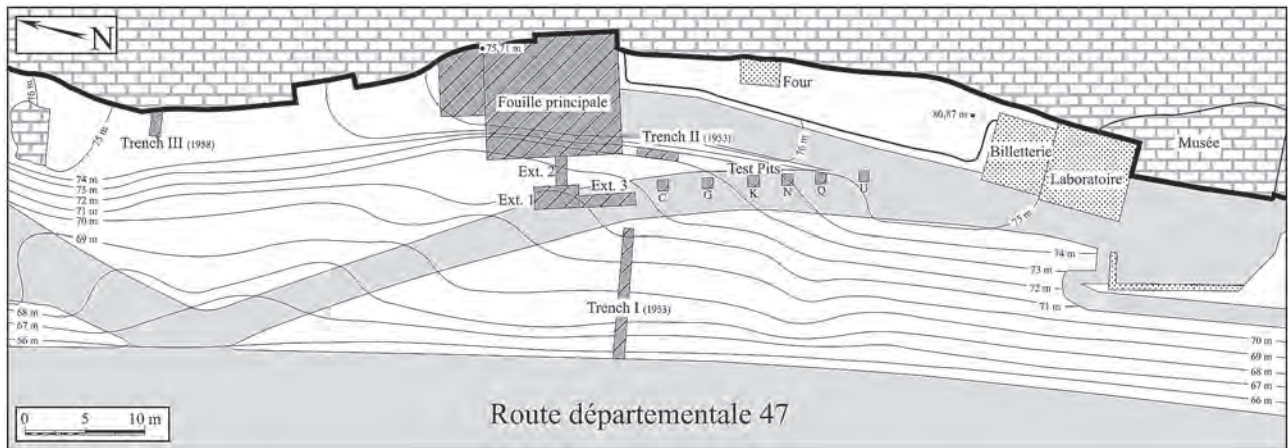 N
75,71 m
Four
76 m
75 m
Fouille principale
80,87 m
Trench III (1958)
Trench II (1953)
76 m
Musée
Billetterie
74 m
73 m
72 m
71 m
70 m
Ext. 2
Test Pits
Laboratoire
Ext. 3
C
G
K
N
Q
U
Ext. 1
75 m
69 m
74 m
73 m
72 m
71 m
68 m
67 m
56 m
Trench I (1953)
70 m
69 m
68 m
67 m
66 m
0 5 10 m
Route départementale 47